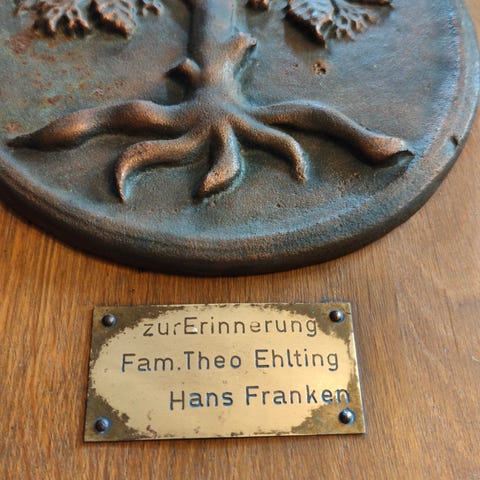 zurErinnerung
Fam.Theo Ehlting
Hans Franken